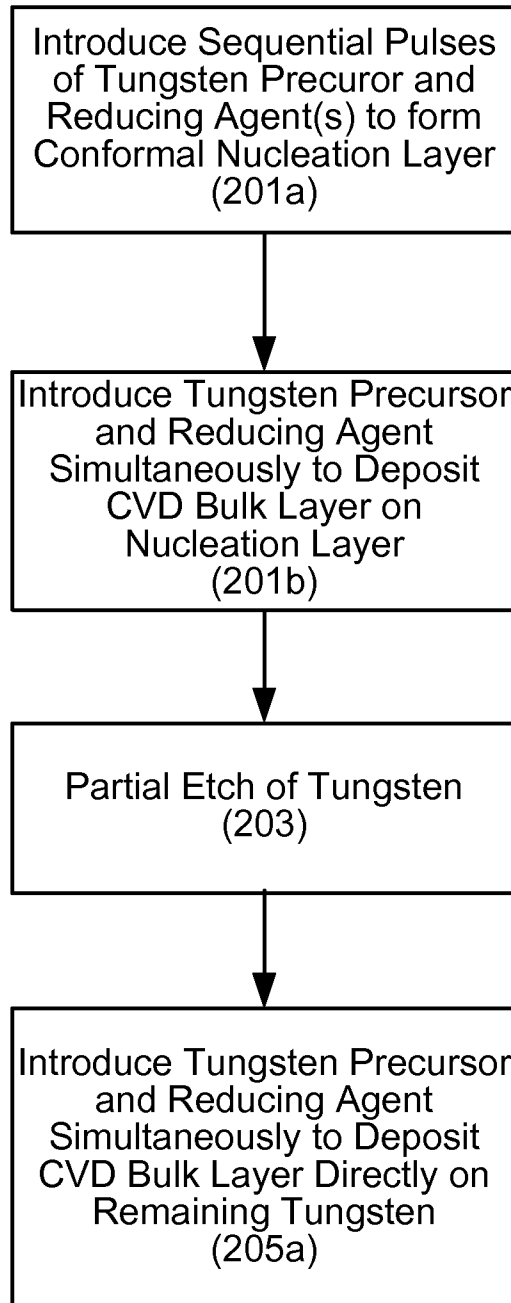 Introduce Sequential Pulses
of Tungsten Precuror and
Reducing Agent(s) to form
Conformal Nucleation Layer
(201a)
Introduce Tungsten Precursor
and Reducing Agent
Simultaneously to Deposit
CVD Bulk Layer on
Nucleation Layer
(201b)
Partial Etch of Tungsten
(203)
Introduce Tungsten Precursor
and Reducing Agent
Simultaneously to Deposit
CVD Bulk Layer Directly on
Remaining Tungsten
(205a)